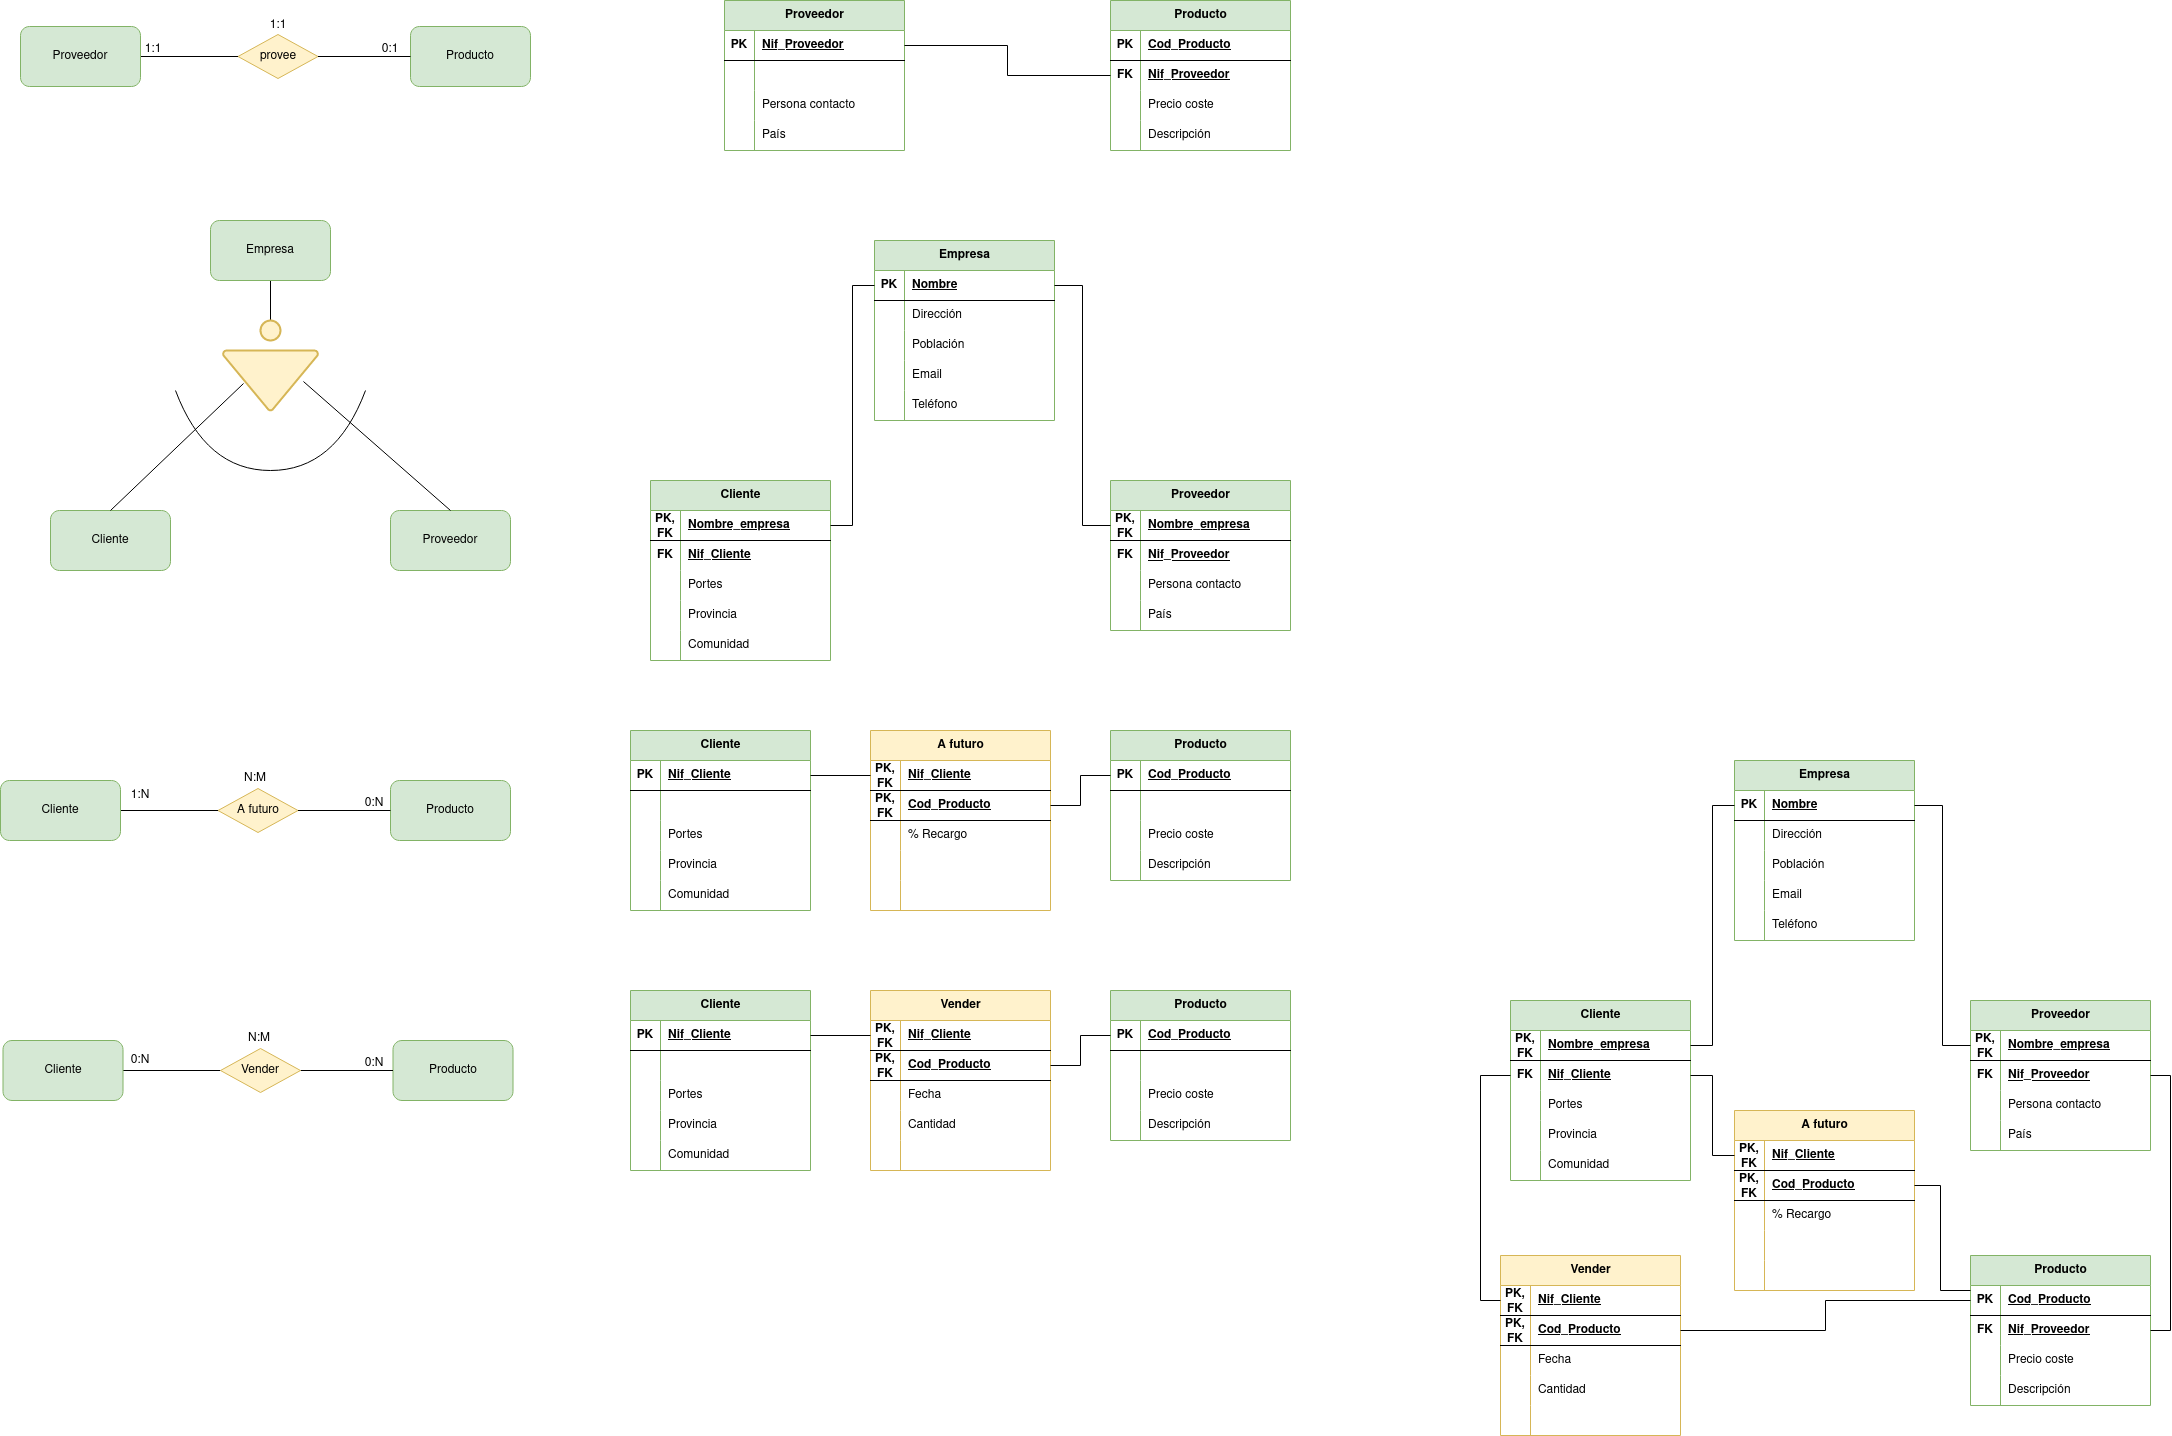 1:1
Proveedor
1:1
provee
0:1
Producto
Proveedor
PK Nif_Proveedor
Persona contacto
País
Producto
PK Cod_Producto
FK Nif_Proveedor
Precio coste
Descripción
Empresa
Cliente
Proveedor
Empresa
PK Nombre
Dirección
Población
Email
Teléfono
Cliente
PK,
FK Nombre_empresa
FK Nif_Cliente
Portes
Provincia
Comunidad
Proveedor
PK,
FK Nombre_empresa
FK Nif_Proveedor
Persona contacto
País
N:M
Cliente
1:N
A futuro
0:N
Producto
Cliente
PK Nif_Cliente
Portes
Provincia
Comunidad
A futuro
PK,
FK Nif_Cliente
PK,
FK Cod_Producto
% Recargo
Producto
PK Cod_Producto
Precio coste
Descripción
N:M
Cliente
0:N
Vender
0:N
Producto
Cliente
PK Nif_Cliente
Portes
Provincia
Comunidad
Vender
PK,
FK Nif_Cliente
PK,
FK Cod_Producto
Fecha
Cantidad
Producto
PK Cod_Producto
Precio coste
Descripción
Empresa
PK Nombre
Dirección
Población
Email
Teléfono
Cliente
PK,
FK Nombre_empresa
FK Nif_Cliente
Portes
Provincia
Comunidad
Proveedor
PK,
FK Nombre_empresa
FK Nif_Proveedor
Persona contacto
País
A futuro
PK,
FK Nif_Cliente
PK,
FK Cod_Producto
% Recargo
Vender
PK,
FK Nif_Cliente
PK,
FK Cod_Producto
Fecha
Cantidad
Producto
PK Cod_Producto
FK Nif_Proveedor
Precio coste
Descripción